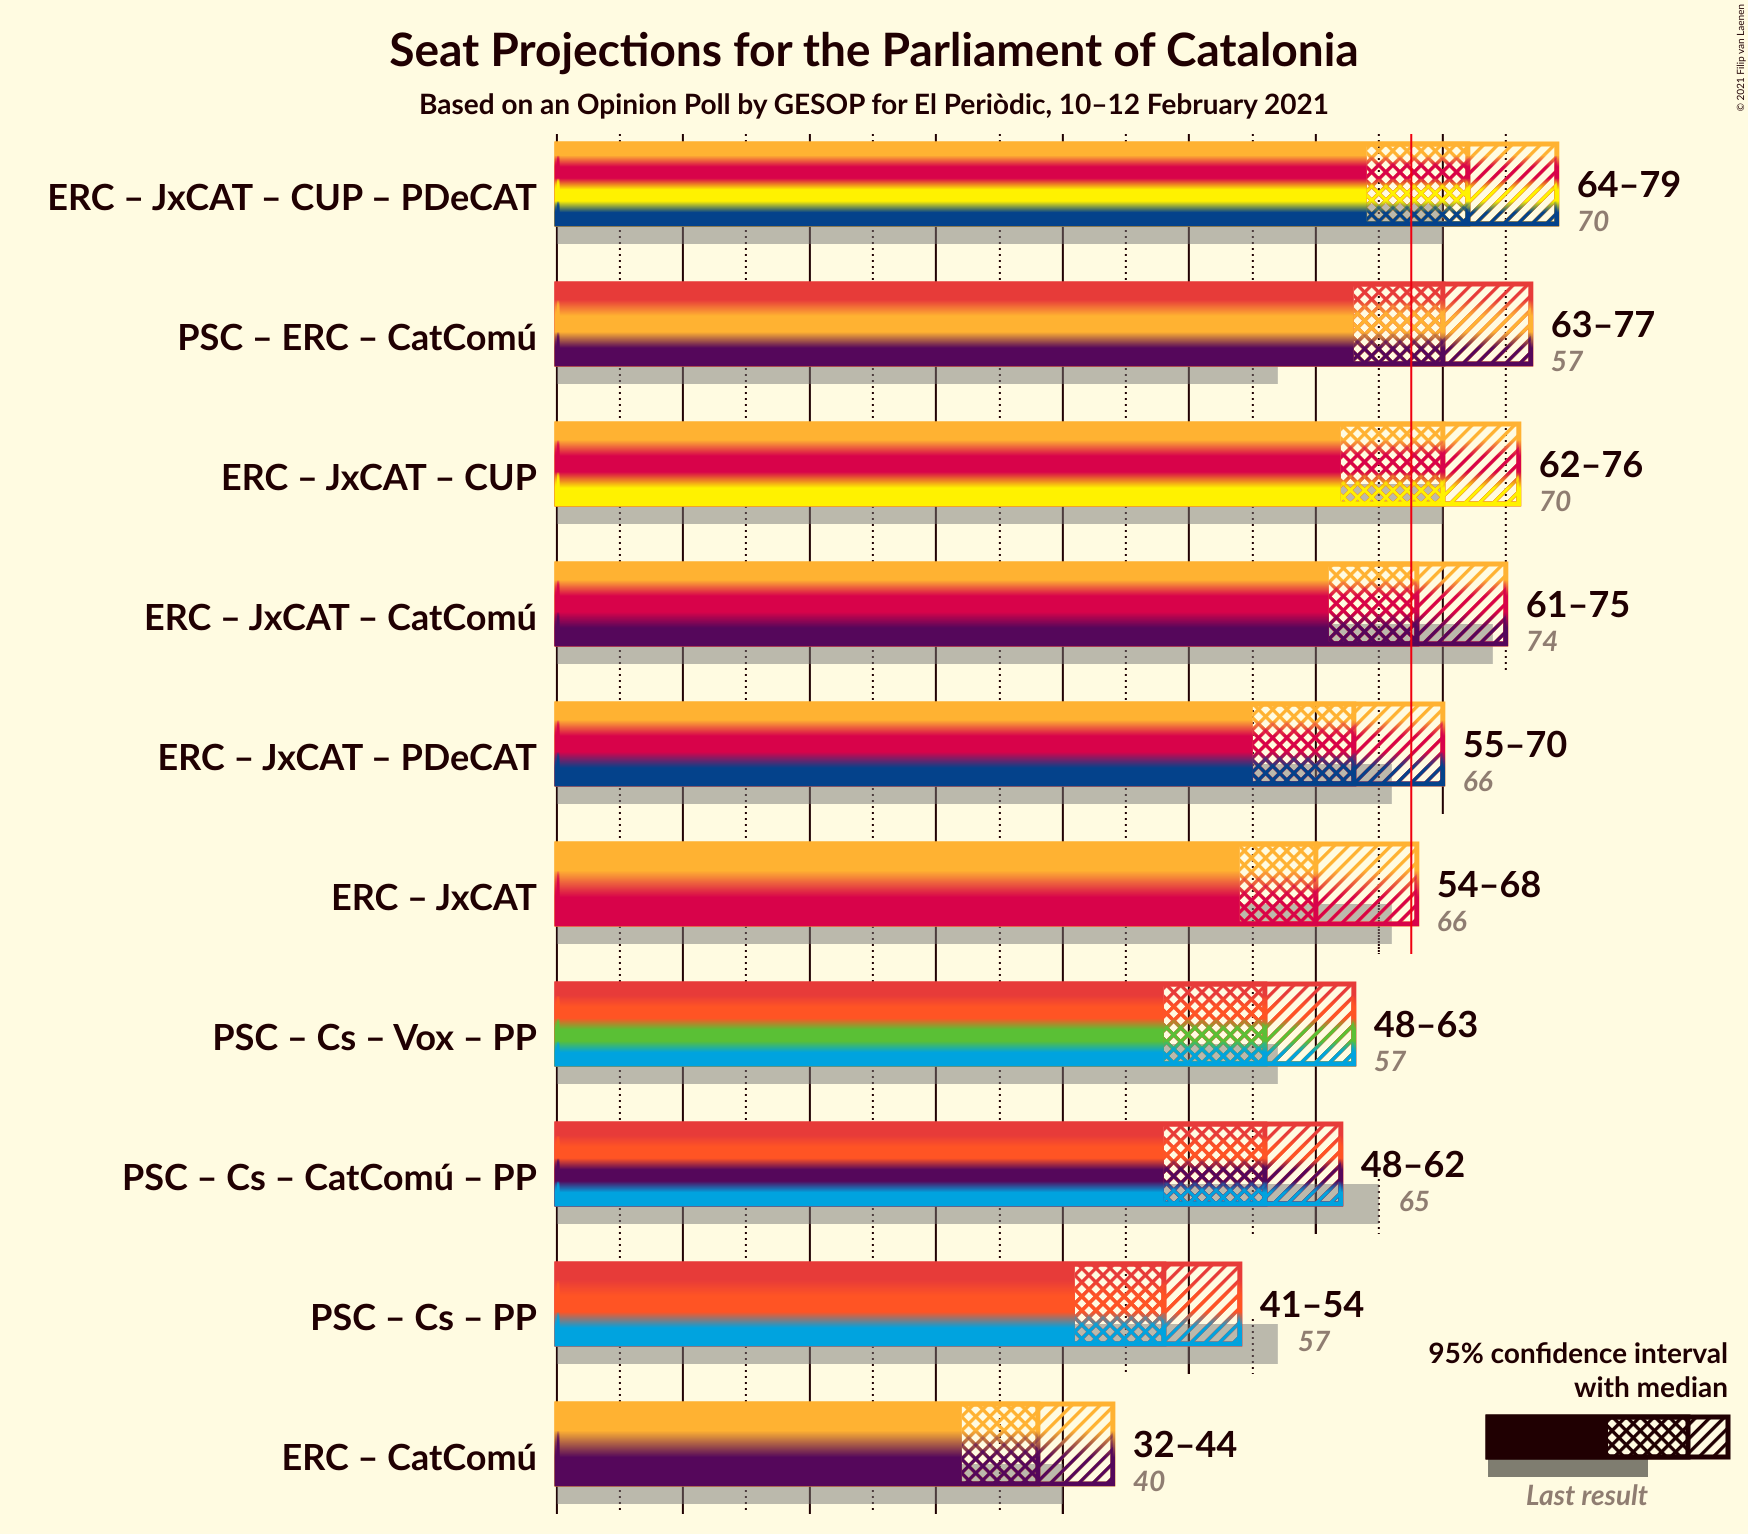 Seat Projections for the Parliament of Catalonia
Based on an Opinion Poll by GESOP for El Periòdic, 10–12 February 2021
© 2021 Filip van Laenen
ERC – JxCAT – CUP – PDeCAT
64–79
70
PSC – ERC – CatComú
63–77
57
ERC – JxCAT – CUP
62–76
70
ERC – JxCAT – CatComú
61–75
74
ERC – JxCAT – PDeCAT
55–70
66
ERC – JxCAT
54–68
66
PSC – Cs – Vox – PP
48–63
57
PSC – Cs – CatComú – PP
48–62
65
PSC – Cs – PP
41–54
57
ERC – CatComú
32–44
40
95% confidence interval
with median
Last result